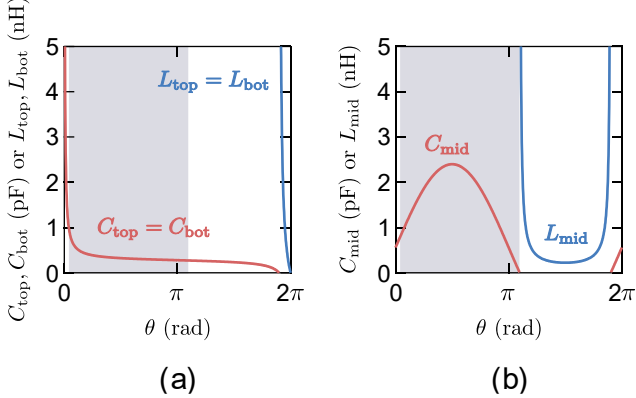 C_top, C_bot (pF) or L_top, L_bot (nH)
5
4
3
2
1
0
L_top = L_bot
C_top = C_bot
0
π
2π
θ (rad)
(a)
C_mid (pF) or L_mid (nH)
5
4
3
2
1
0
C_mid
L_mid
0
π
2π
θ (rad)
(b)